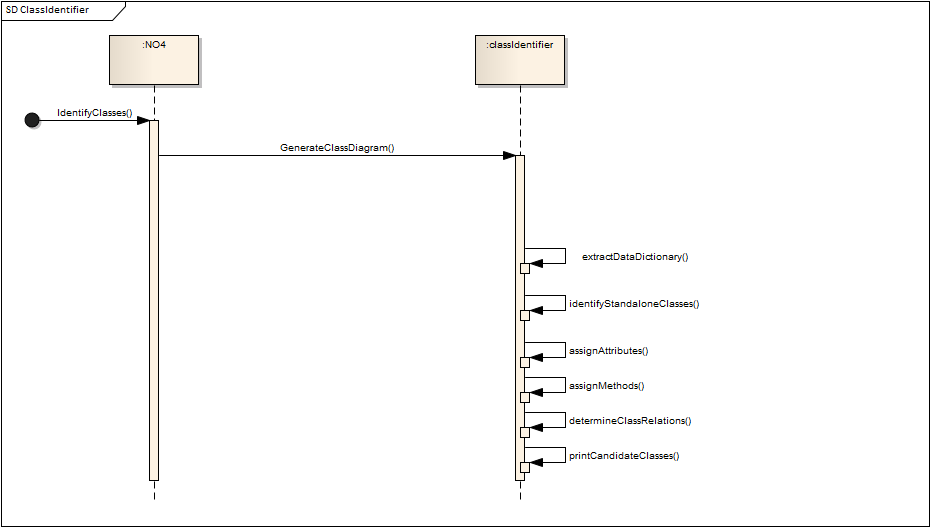 SD ClassIdentifier
:NO4
:classIdentifier
IdentifyClasses()
GenerateClassDiagram()
extractDataDictionary()
identifyStandaloneClasses()
assignAttributes()
assignMethods()
determineClassRelations()
printCandidateClasses()